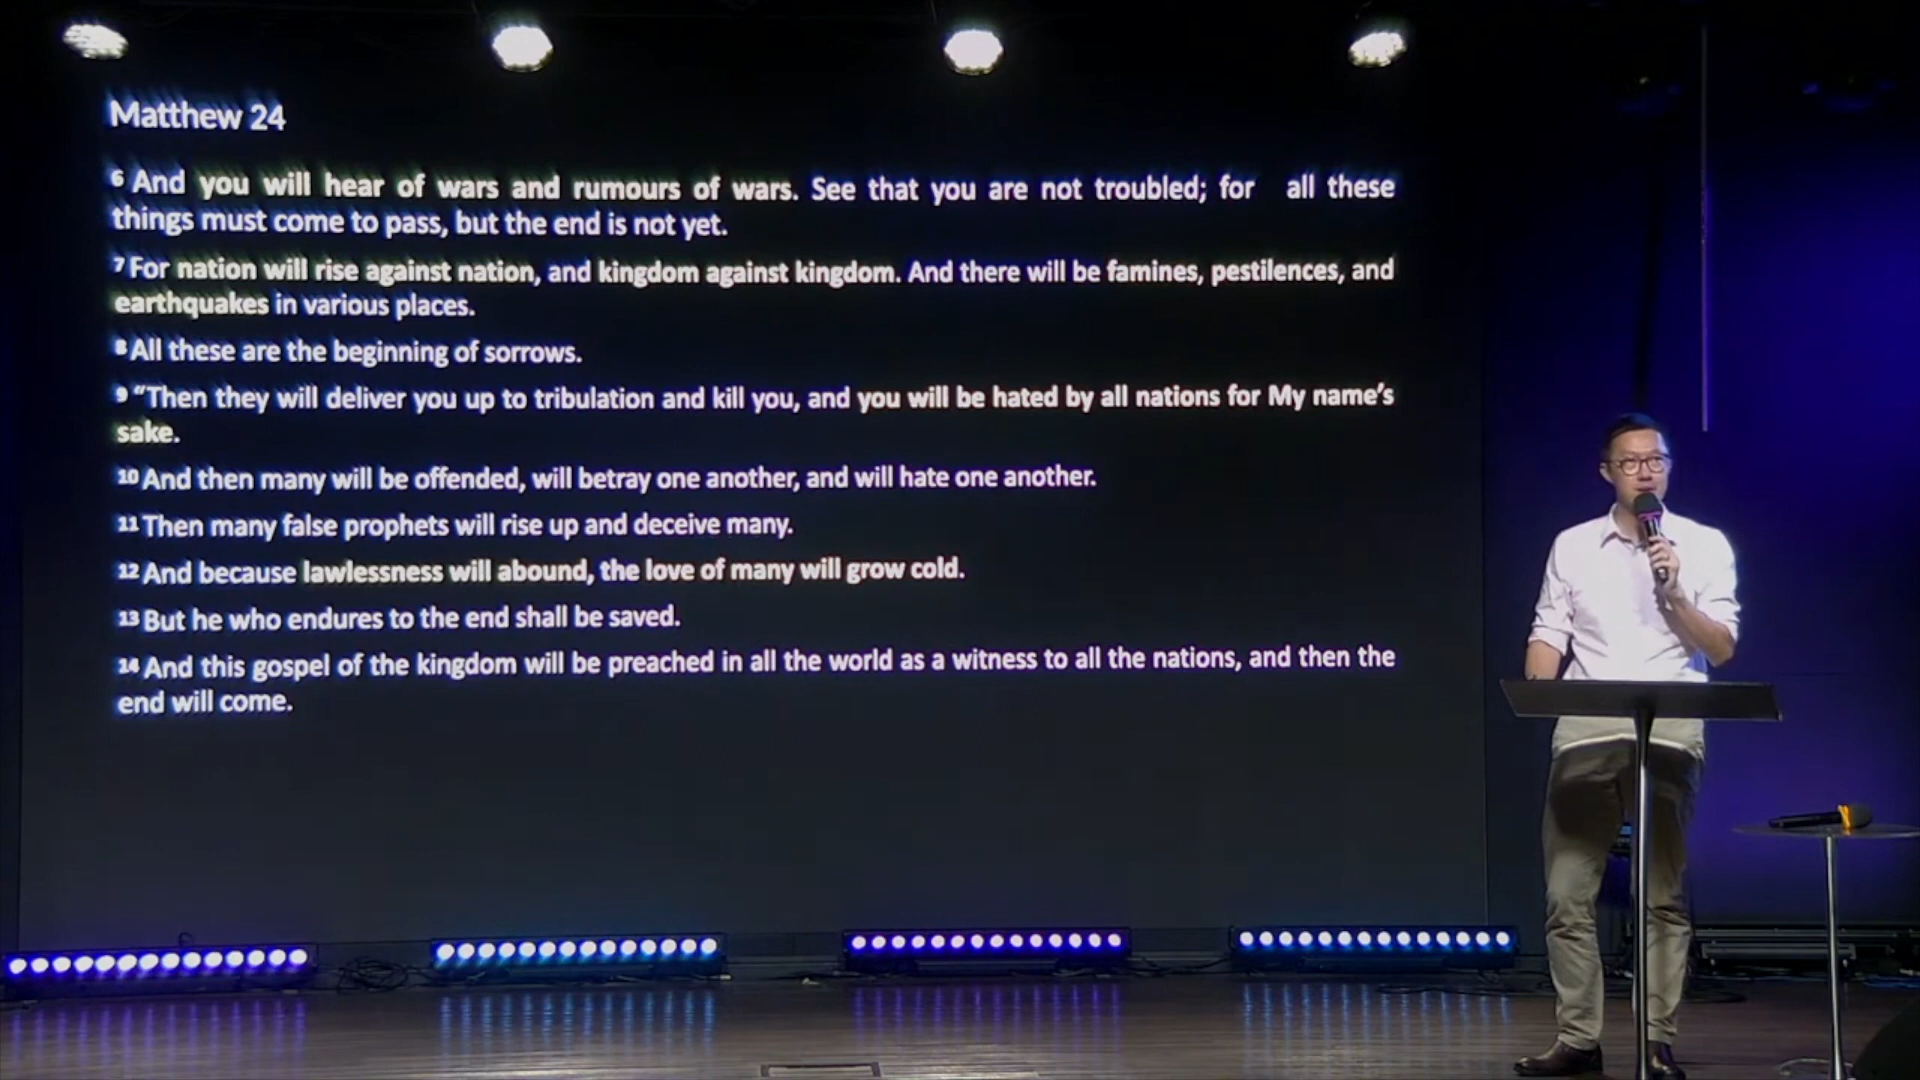 Matthew 24
6 And you will hear of wars and rumours of wars. See that you are not troubled; for all these
things must come to pass, but the end is not yet.
7 For nation will rise against nation, and kingdom against kingdom. And there will be famines, pestilences, and
earthquakes in various places.
8 All these are the beginning of sorrows.
9 “Then they will deliver you up to tribulation and kill you, and you will be hated by all nations for My name’s
sake.
10 And then many will be offended, will betray one another, and will hate one another.
11 Then many false prophets will rise up and deceive many.
12 And because lawlessness will abound, the love of many will grow cold.
13 But he who endures to the end shall be saved.
14 And this gospel of the kingdom will be preached in all the world as a witness to all the nations, and then the
end will come.